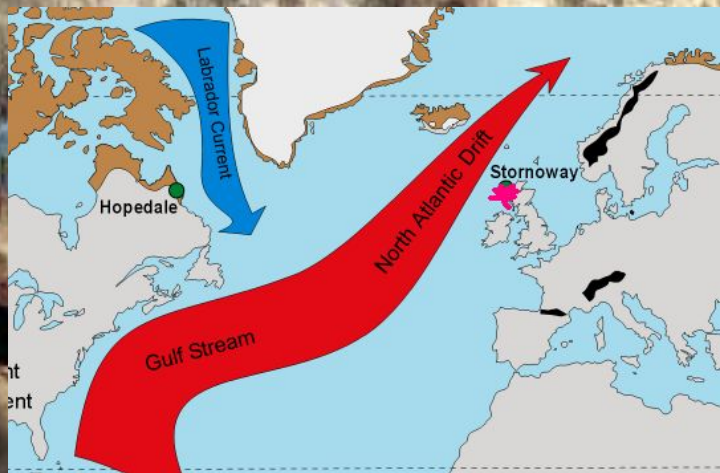 Labrador Current
Hopedale
Stornoway
North Atlantic Drift
Gulf Stream
nt
ent